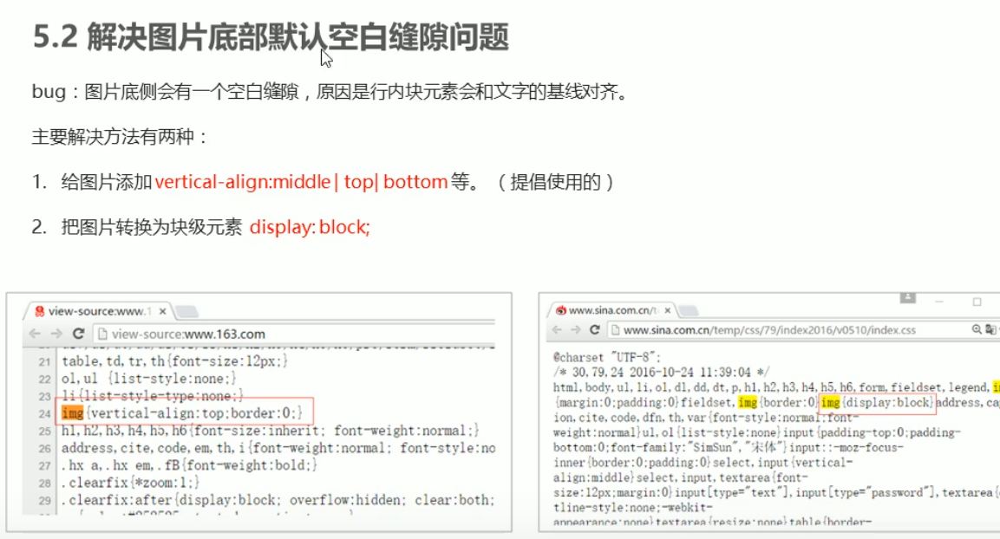 5.2 解决图片底部默认空白缝隙问题
bug：图片底侧会有一个空白缝隙，原因是行内块元素会和文字的基线对齐。
主要解决方法有两种：
1. 给图片添加vertical-align:middle | top| bottom等。 （提倡使用的）
2. 把图片转换为块级元素 display: block;
view-source:www.1
view-source:www.163.com
21 table,td,tr,th{font-size:12px;}
22 ol,ul {list-style:none;}
23 li{list-style-type:none;}
24 img{vertical-align:top;border:0;}
25 h1,h2,h3,h4,h5,h6{font-size:inherit; font-weight:normal;}
26 address,cite,code,em,th,i{font-weight:normal; font-style:no
27 .hx a,.hx em,.fB{font-weight:bold;}
28 .clearfix{*zoom:1;}
29 .clearfix:after{display:block; overflow:hidden; clear:both;
www.sina.com.cn/t
www.sina.com.cn/temp/css/79/index2016/v0510/index.css
@charset "UTF-8";
/* 30,79,24 2016-10-24 11:39:04 */
html,body,ul,li,ol,dl,dd,dt,p,h1,h2,h3,h4,h5,h6,form,fieldset,legend,
{margin:0;padding:0}fieldset,img{border:0}img{display:block}address,ca
ion,cite,code,dfn,th,var{font-style:normal;font-
weight:normal}ul,ol{list-style:none}input{padding-top:0;padding-
bottom:0;font-family:"SimSun","宋体"}input::-moz-focus-
inner{border:0;padding:0}select,input{vertical-
align:middle}select,input,textarea{font-
size:12px;margin:0}input[type="text"],input[type="password"],textarea{
tline-style:none;-webkit-
appearance:none}textarea{resize:none}table{border-